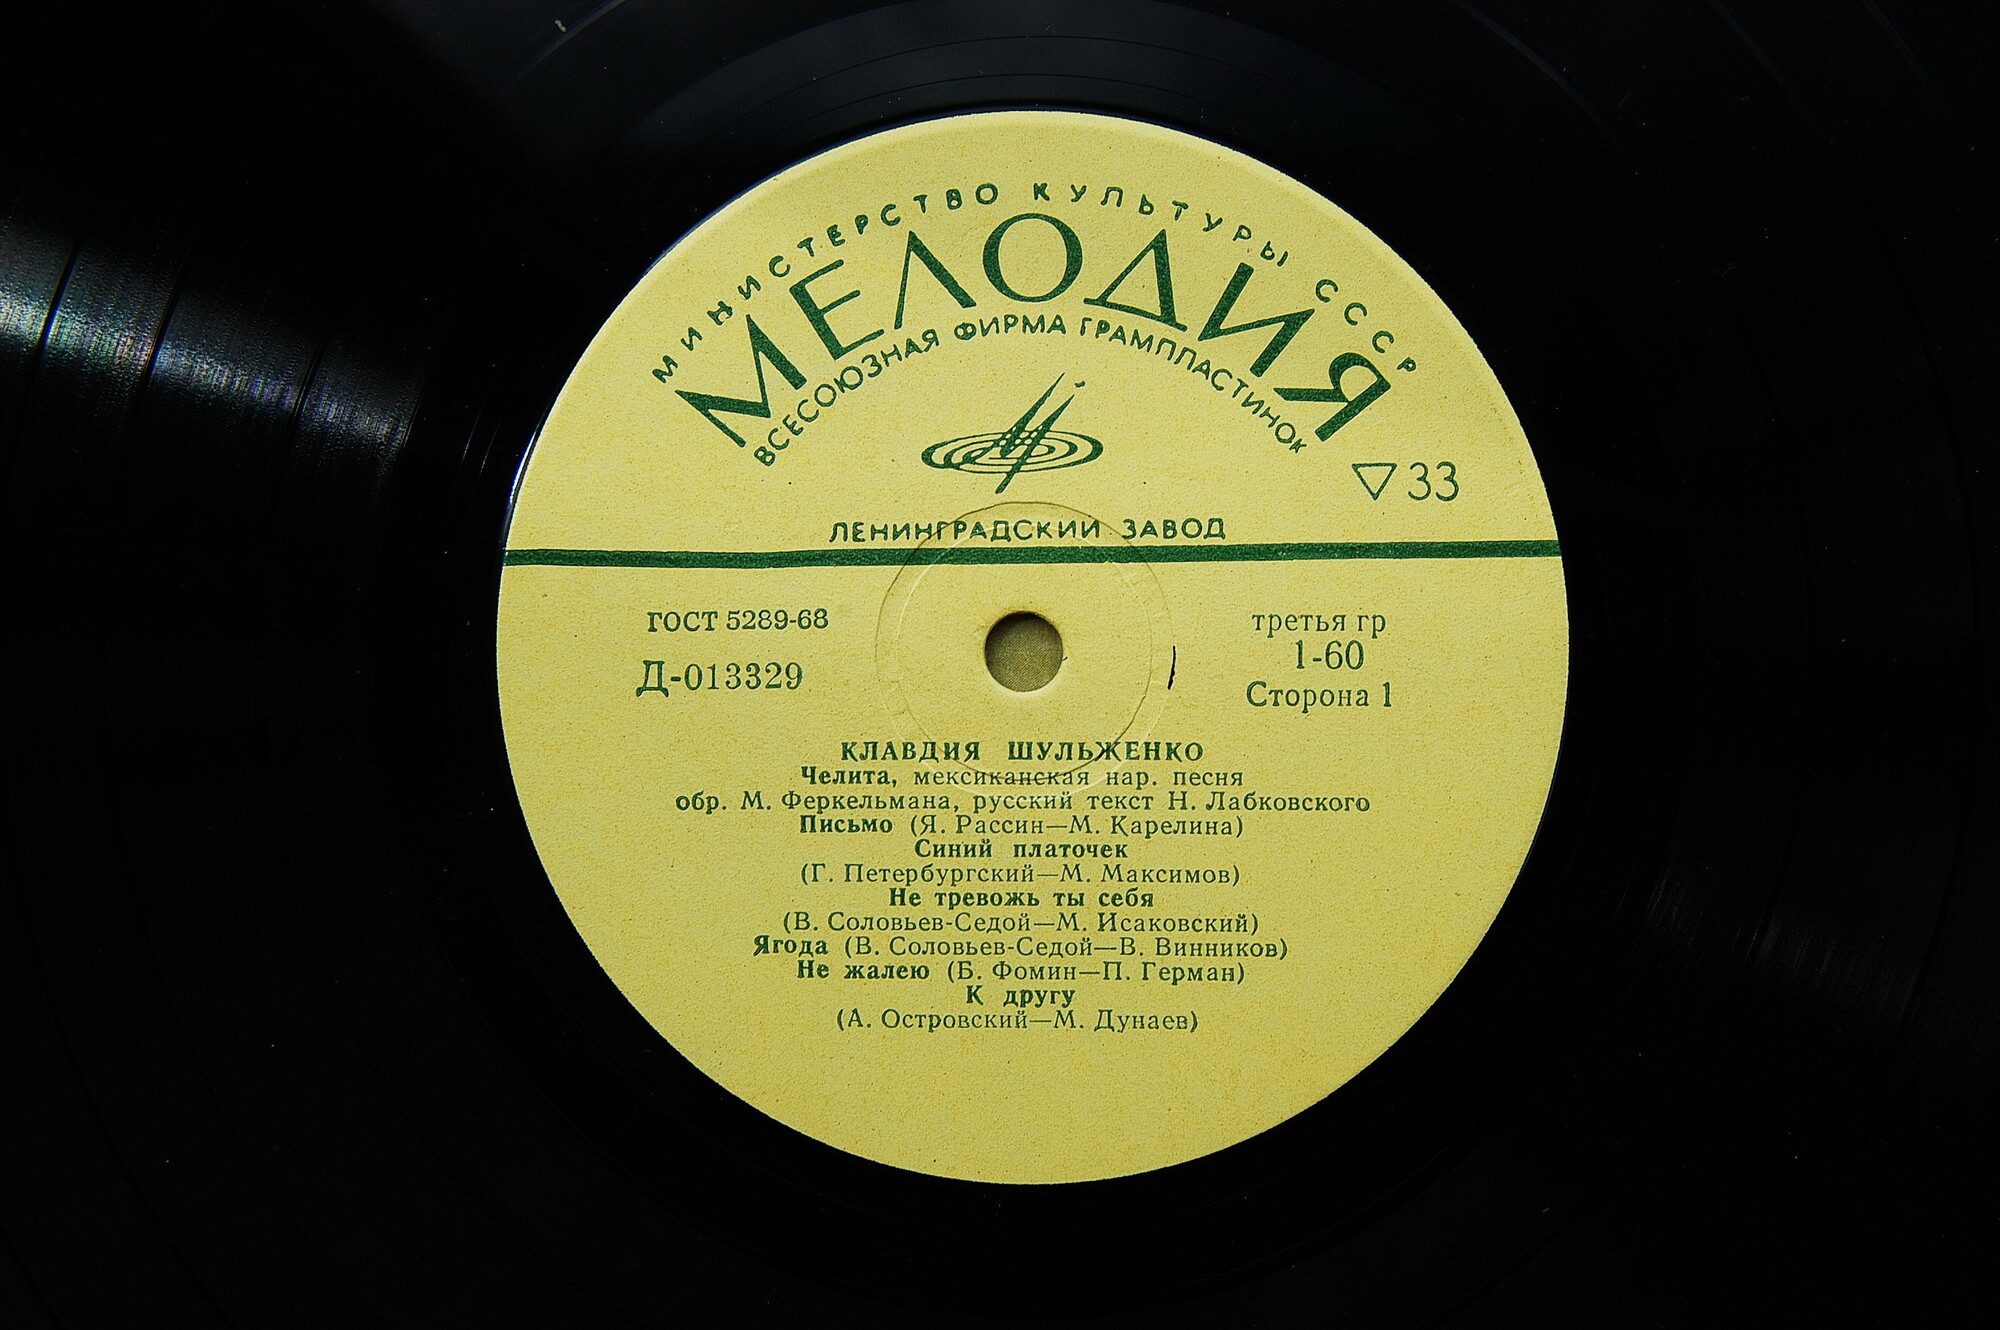 МИНИСТЕРСТВО КУЛЬТУРЫ СССР
МЕЛОДИЯ
ВСЕСОЮЗНАЯ ФИРМА ГРАМПЛАСТИНОК
33
ЛЕНИНГРАДСКИЙ ЗАВОД
ГОСТ 5289-68
третья гр
1-60
Д-013329
Сторона 1
КЛАВДИЯ ШУЛЬЖЕНКО
Челита, мексиканская нар. песня
обр. М. Феркельмана, русский текст Н. Лабковского
Письмо (Я. Рассин—М. Карелина)
Синий платочек
(Г. Петербургский—М. Максимов)
Не тревожь ты себя
(В. Соловьев-Седой—М. Исаковский)
Ягода (В. Соловьев-Седой—В. Винников)
Не жалею (Б. Фомин—П. Герман)
К другу
(А. Островский—М. Дунаев)